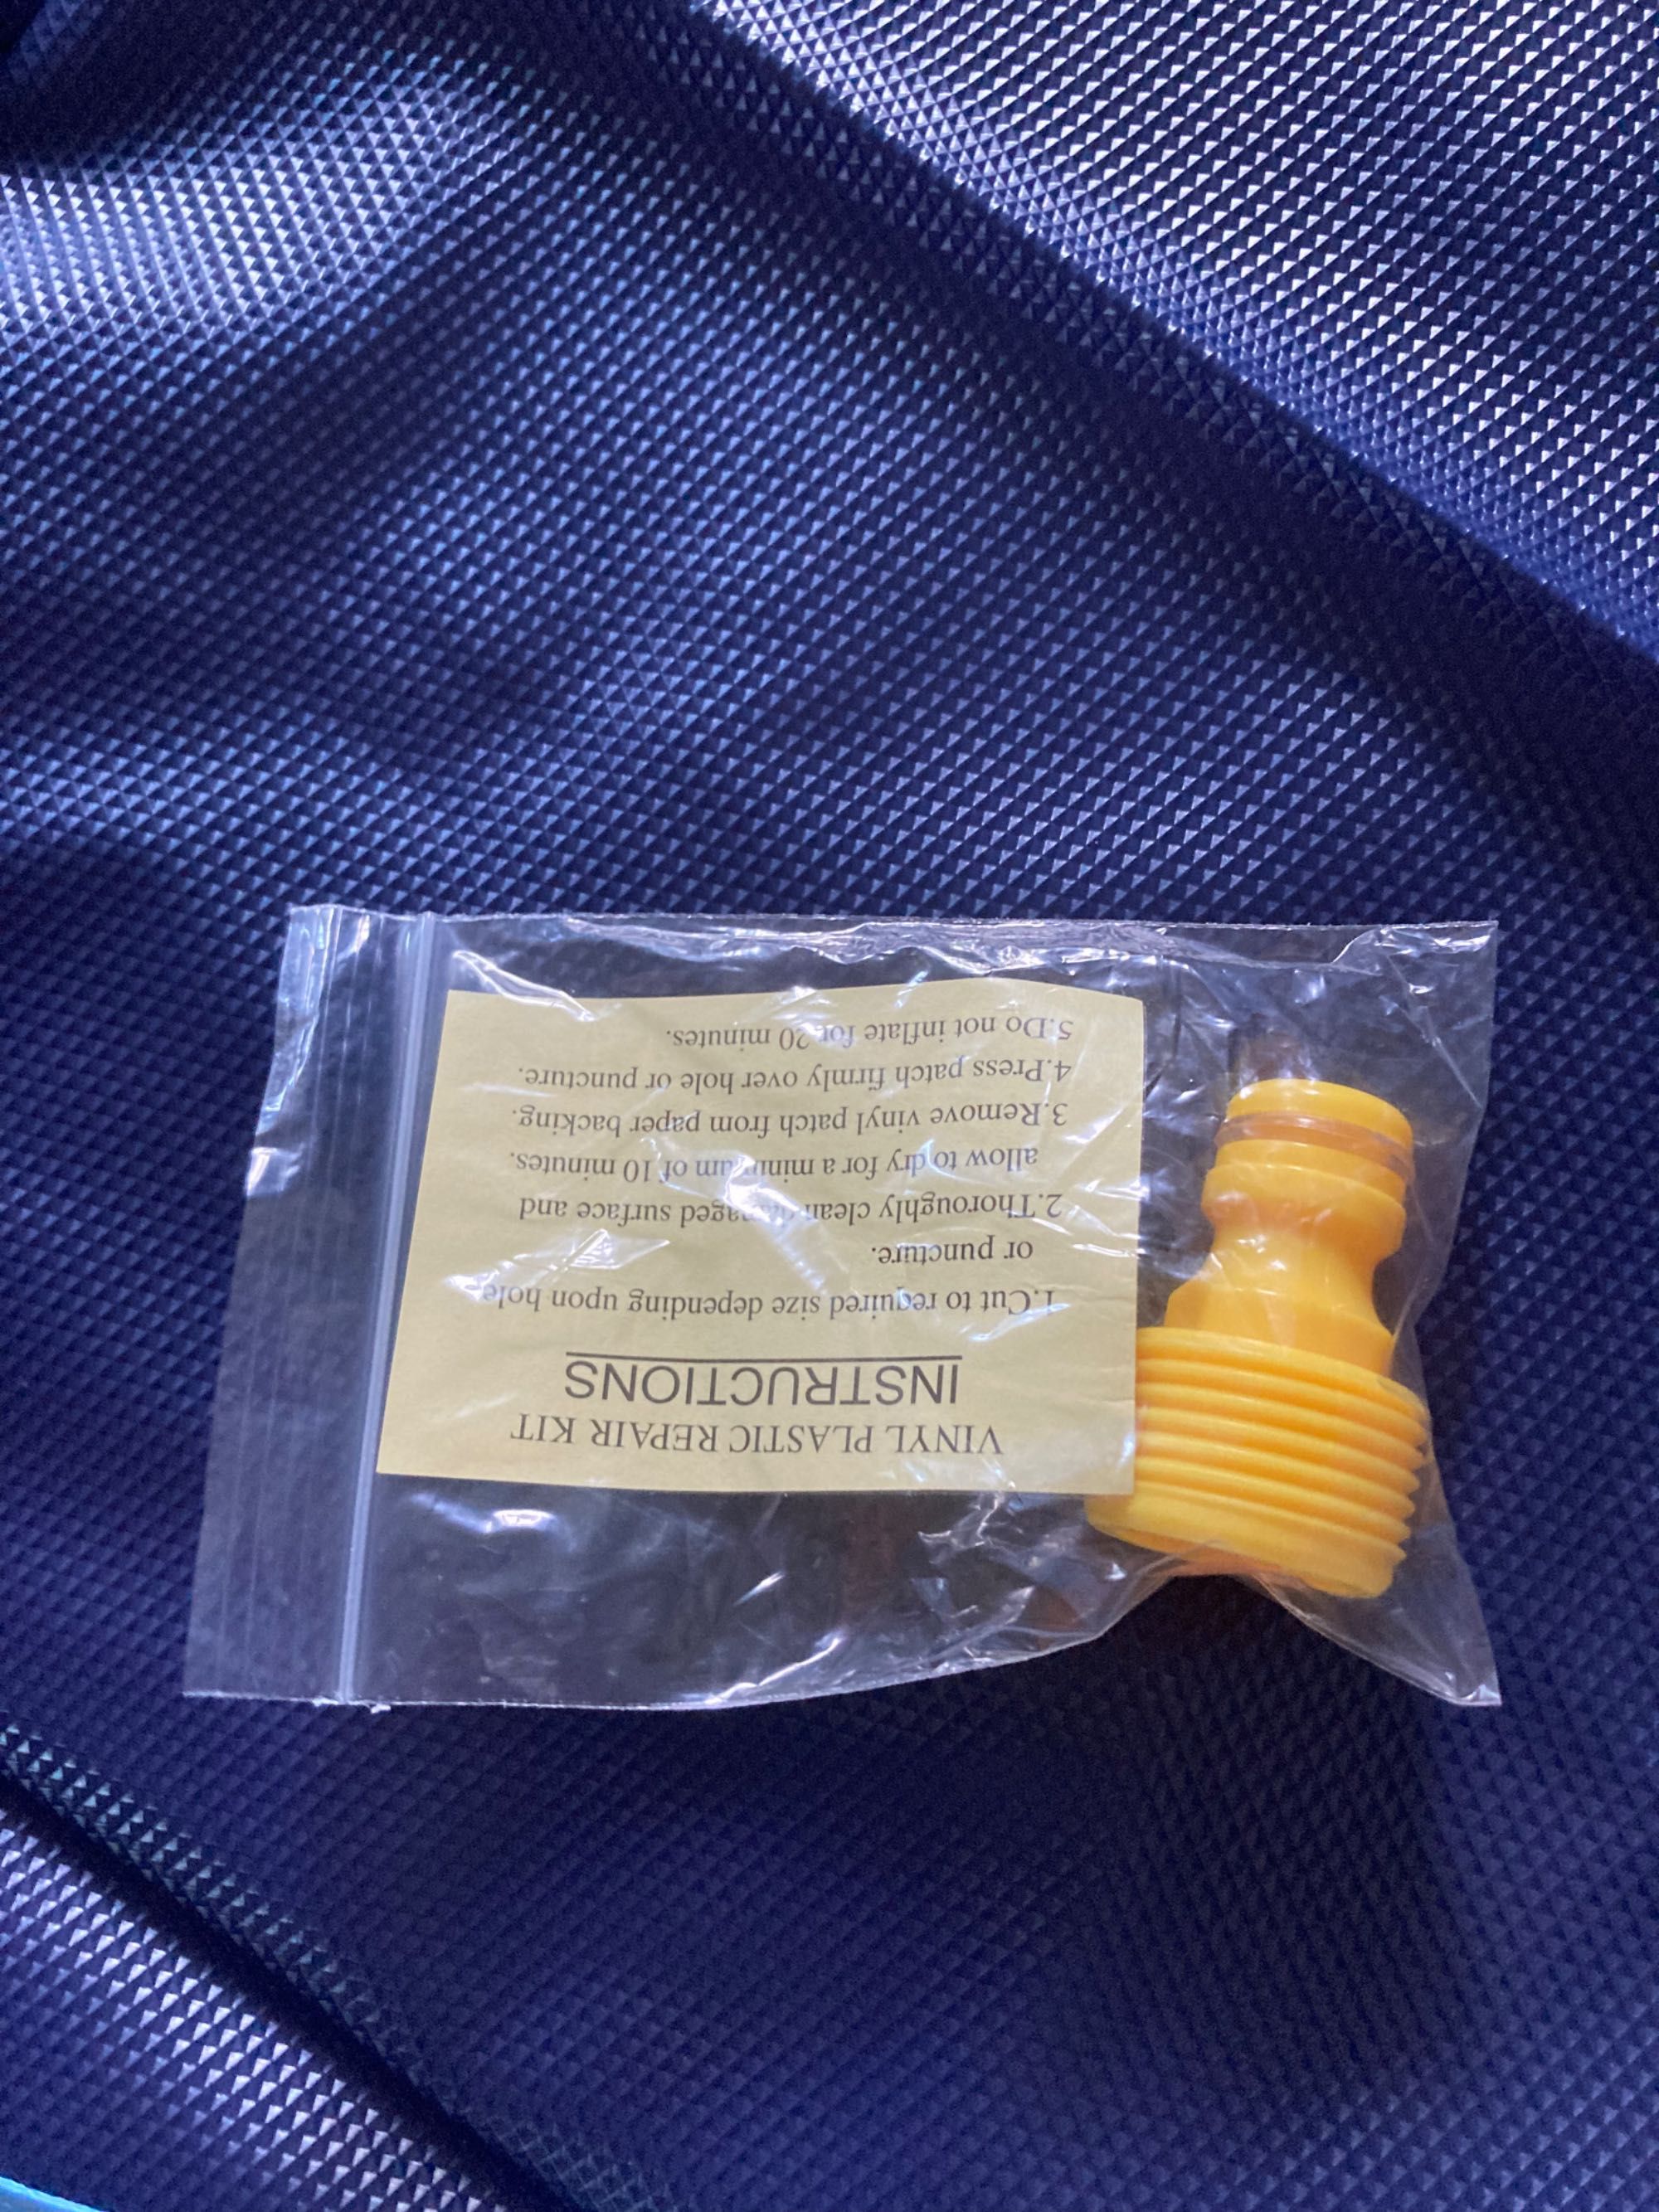 VINYL PLASTIC REPAIR KIT
INSTRUCTIONS
1.Cut to required size depending upon hole
or puncture.
2.Thoroughly clean damaged surface and
allow to dry for a minimum of 10 minutes.
3.Remove vinyl patch from paper backing.
4.Press patch firmly over hole or puncture.
5.Do not inflate for 20 minutes.